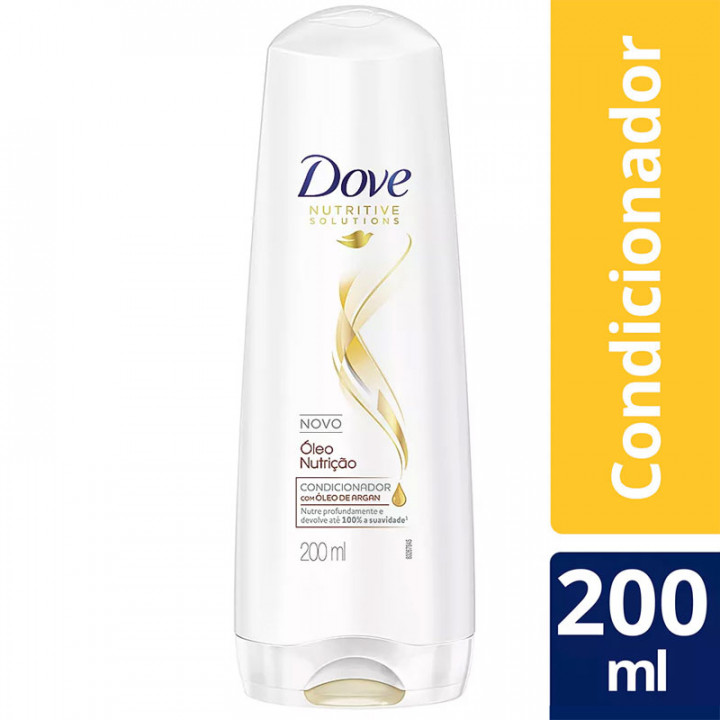 Dove
NUTRITIVE
SOLUTIONS
NOVO
Óleo
Nutrição
CONDICIONADOR
COM ÓLEO DE ARGAN
Nutre profundamente e
devolve até 100% a suavidade¹
200 ml
Condicionador
200
ml